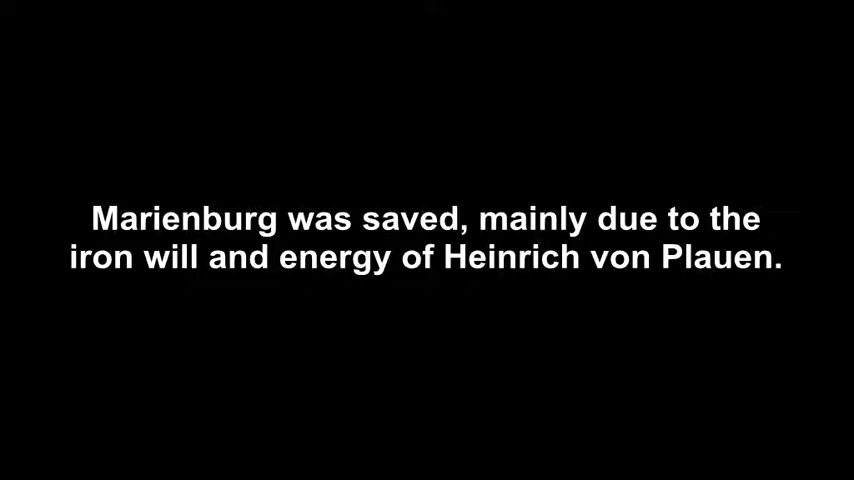 Marienburg was saved, mainly due to the
iron will and energy of Heinrich von Plauen.